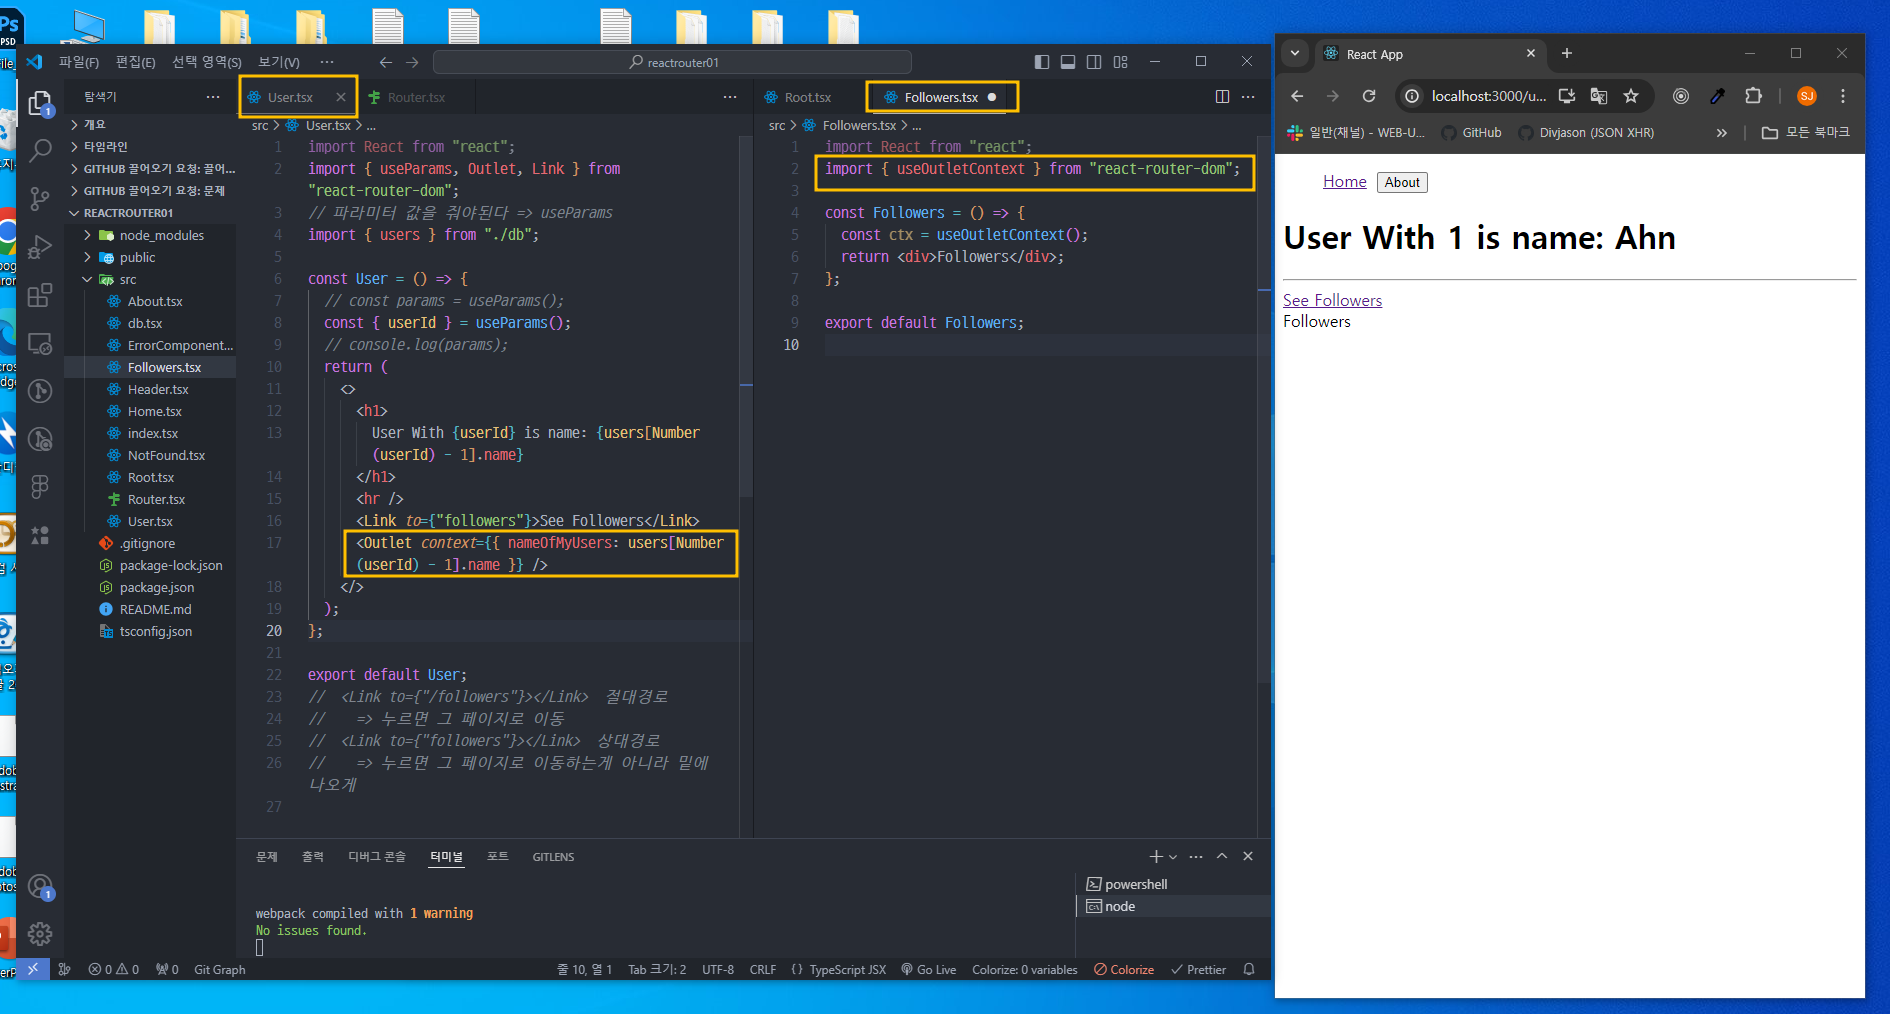 파일(F) 편집(E) 선택 영역(S) 보기(V) ···
reactrouter01
탐색기 ···
개요
타임라인
GITHUB 끌어오기 요청: 끌어...
GITHUB 끌어오기 요청: 문제
REACTROUTER01
node_modules
public
src
About.tsx
db.tsx
ErrorComponent...
Followers.tsx
Header.tsx
Home.tsx
index.tsx
NotFound.tsx
Root.tsx
Router.tsx
User.tsx
.gitignore
package-lock.json
package.json
README.md
tsconfig.json
User.tsx Router.tsx ···
src > User.tsx > ...
1 import React from "react";
2 import { useParams, Outlet, Link } from
"react-router-dom";
3 // 파라미터 값을 줘야된다 => useParams
4 import { users } from "./db";
5
6 const User = () => {
7 // const params = useParams();
8 const { userId } = useParams();
9 // console.log(params);
10 return (
11 <>
12 <h1>
13 User With {userId} is name: {users[Number
(userId) - 1].name}
14 </h1>
15 <hr />
16 <Link to={"followers"}>See Followers</Link>
17 <Outlet context={{ nameOfMyUsers: users[Number
(userId) - 1].name }} />
18 </>
19 );
20 };
21
22 export default User;
23 // <Link to={"/followers"}></Link> 절대경로
24 // => 누르면 그 페이지로 이동
25 // <Link to={"followers"}></Link> 상대경로
26 // => 누르면 그 페이지로 이동하는게 아니라 밑에
나오게
27
Root.tsx Followers.tsx ···
src > Followers.tsx > ...
1 import React from "react";
2 import { useOutletContext } from "react-router-dom";
3
4 const Followers = () => {
5 const ctx = useOutletContext();
6 return <div>Followers</div>;
7 };
8
9 export default Followers;
10
문제 출력 디버그 콘솔 터미널 포트 GITLENS
webpack compiled with 1 warning
No issues found.
powershell
node
1
1
0 0 0 Git Graph 줄 10, 열 1 Tab 크기: 2 UTF-8 CRLF {} TypeScript JSX Go Live Colorize: 0 variables Colorize Prettier
React App
localhost:3000/u...
SJ
일반(채널) - WEB-U... GitHub Divjason (JSON XHR) » 모든 북마크
Home About
User With 1 is name: Ahn
See Followers
Followers
Ps
PSD